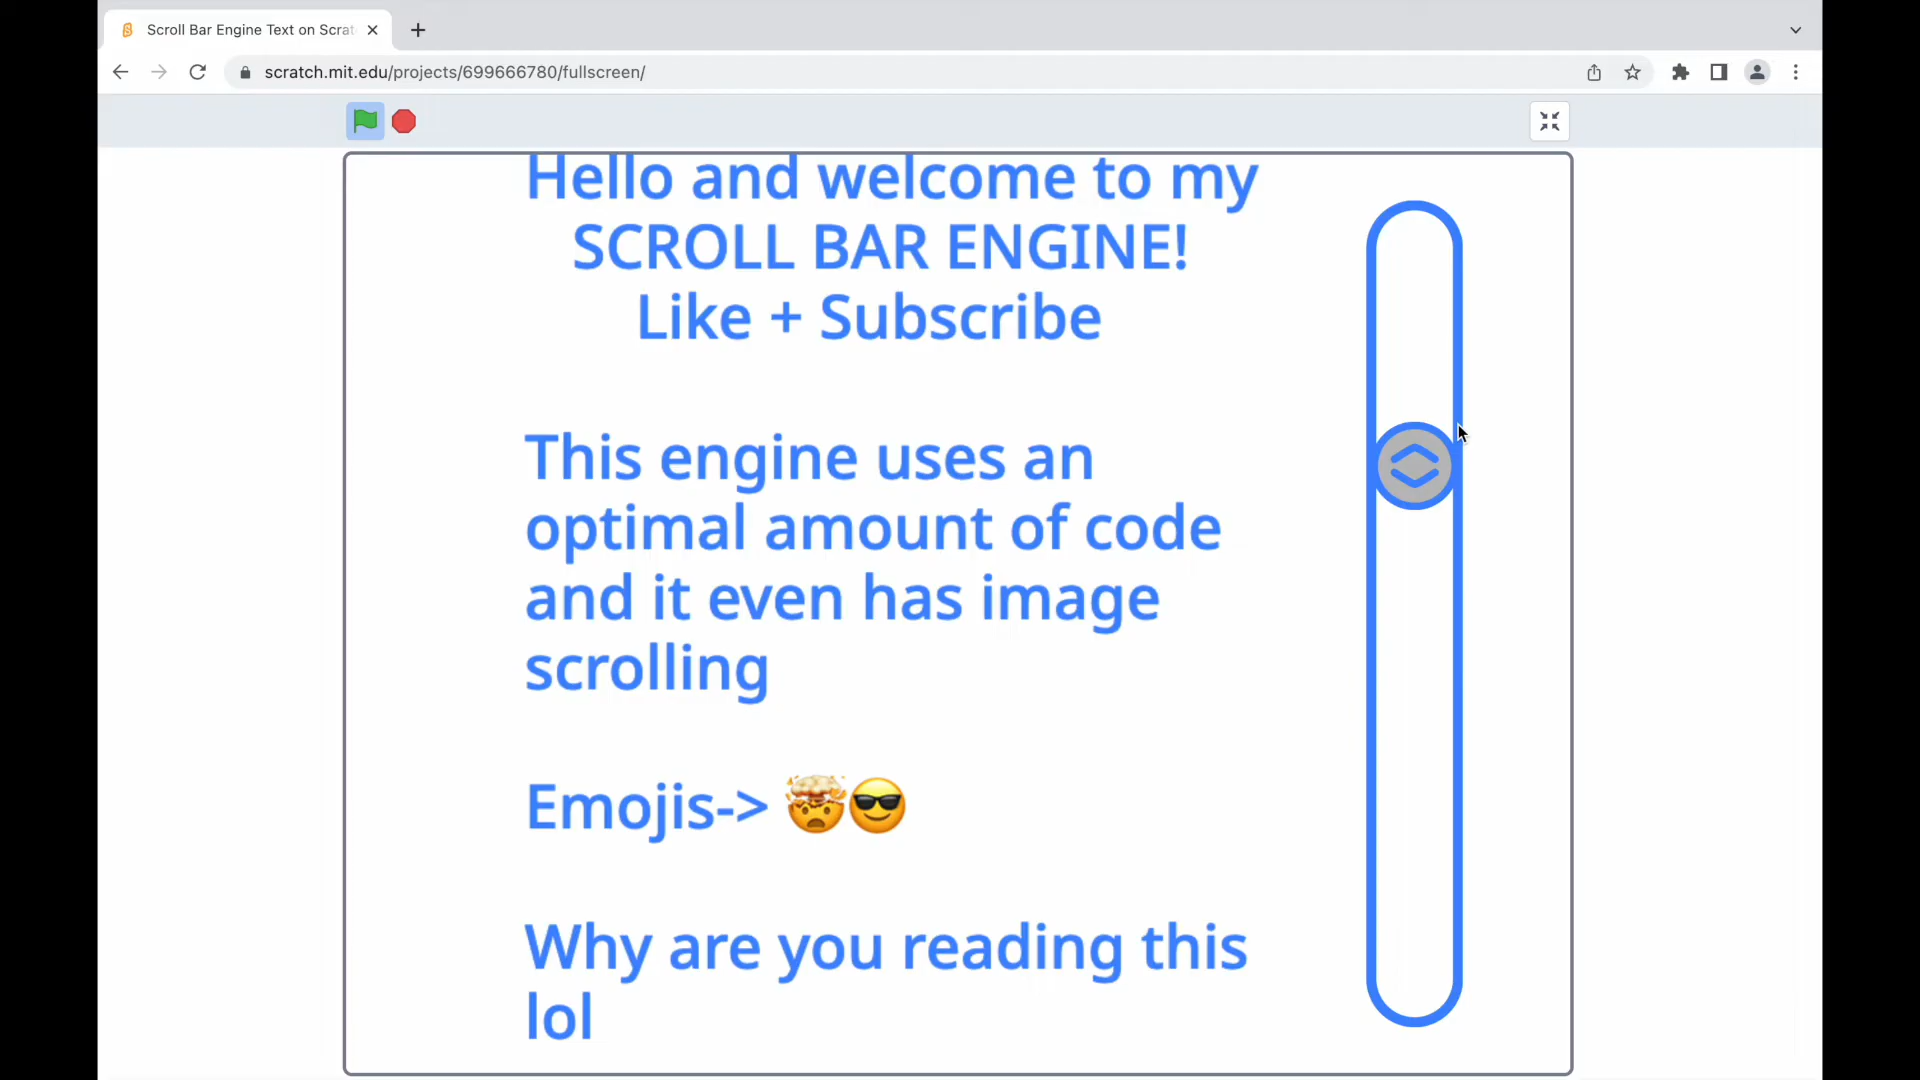 Scroll Bar Engine Text on Scrat
scratch.mit.edu/projects/699666780/fullscreen/
Hello and welcome to my
SCROLL BAR ENGINE!
Like + Subscribe
This engine uses an
optimal amount of code
and it even has image
scrolling
Emojis-> 🤯😎
Why are you reading this
lol